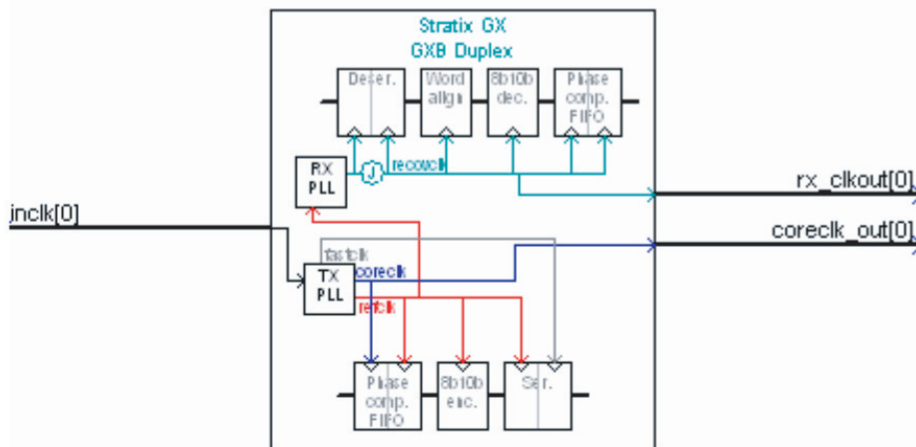 Stratix GX
GXB Duplex
Deser.
Word
align
8b10b
dec.
Phase
comp.
FIFO
RX
PLL
J
recovclk
rx_clkout[0]
inclk[0]
coreclk_out[0]
fastclk
TX
PLL
coreclk
refclk
Phase
comp.
FIFO
8b10b
enc.
Ser.